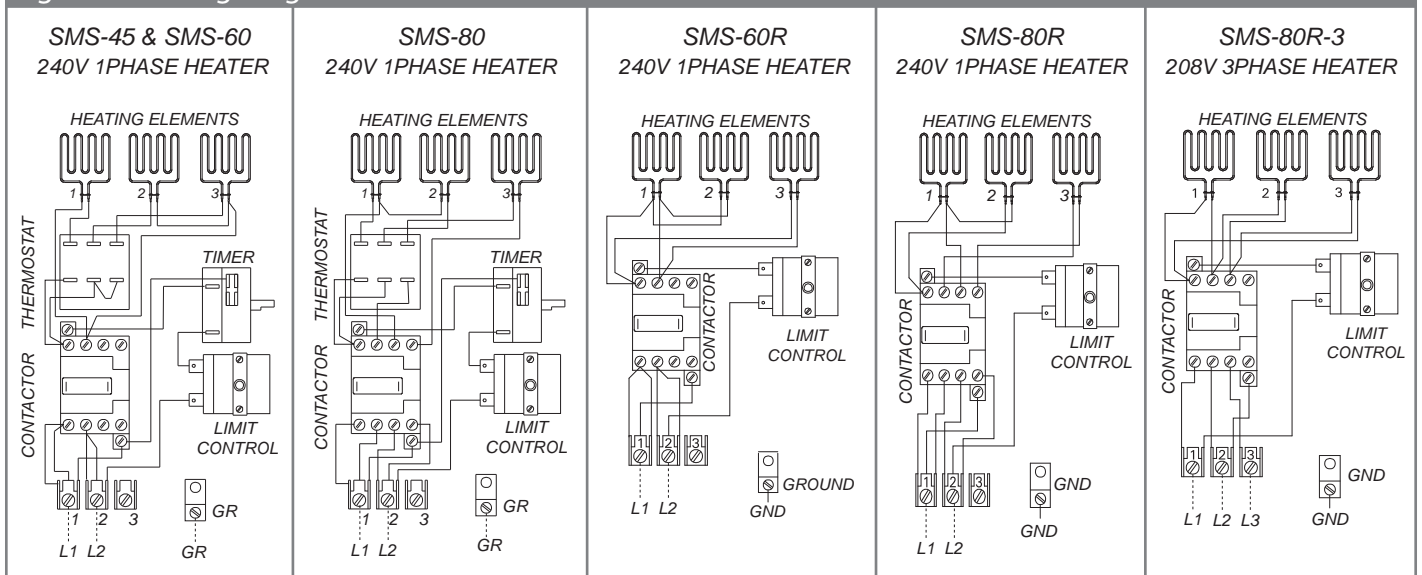 SMS-45 & SMS-60
240V 1PHASE HEATER
HEATING ELEMENTS
1
2
3
THERMOSTAT
TIMER
CONTACTOR
LIMIT
CONTROL
1
2
3
GR
L1
L2
GR
SMS-80
240V 1PHASE HEATER
HEATING ELEMENTS
1
2
3
THERMOSTAT
TIMER
CONTACTOR
LIMIT
CONTROL
1
2
3
GR
L1
L2
GR
SMS-60R
240V 1PHASE HEATER
HEATING ELEMENTS
1
2
3
CONTACTOR
LIMIT
CONTROL
1
2
3
GROUND
L1
L2
GND
SMS-80R
240V 1PHASE HEATER
HEATING ELEMENTS
1
2
3
CONTACTOR
LIMIT
CONTROL
1
2
3
GND
L1
L2
GND
SMS-80R-3
208V 3PHASE HEATER
HEATING ELEMENTS
1
2
3
CONTACTOR
LIMIT
CONTROL
1
2
3
GND
L1
L2
L3
GND